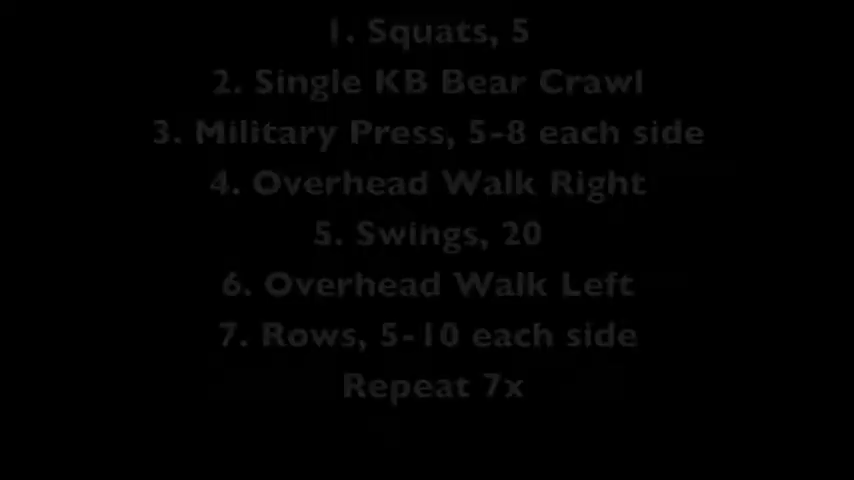 1. Squats, 5
2. Single KB Bear Crawl
3. Military Press, 5-8 each side
4. Overhead Walk Right
5. Swings, 20
6. Overhead Walk Left
7. Rows, 5-10 each side
Repeat 7x